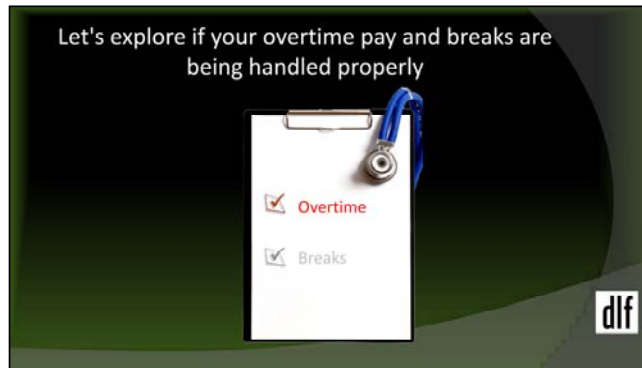 Let's explore if your overtime pay and breaks are
being handled properly
Overtime
Breaks
dlf